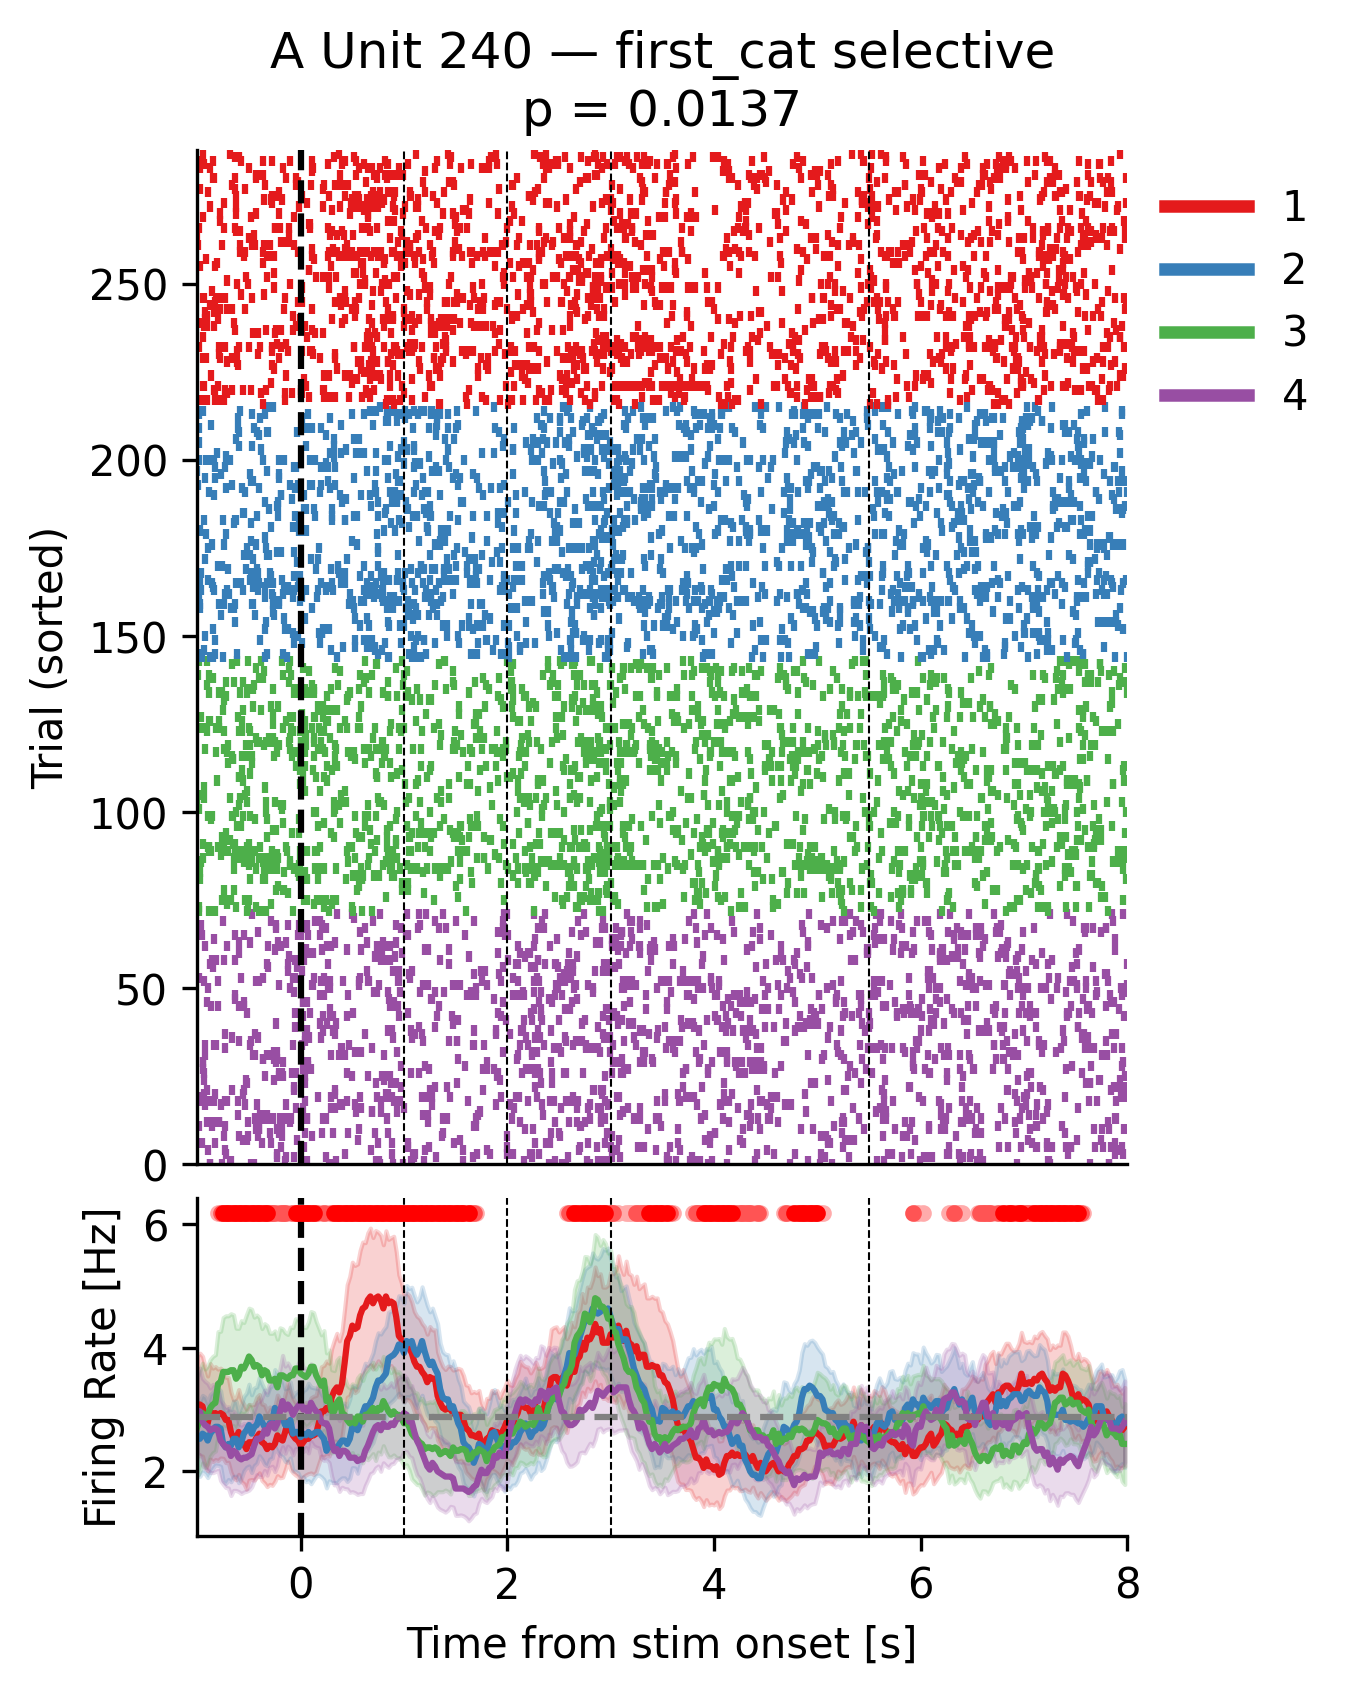 A Unit 240 — first_cat selective
p = 0.0137
1
2
3
4
250
200
150
100
50
0
Trial (sorted)
6
4
2
Firing Rate [Hz]
0 2 4 6 8
Time from stim onset [s]